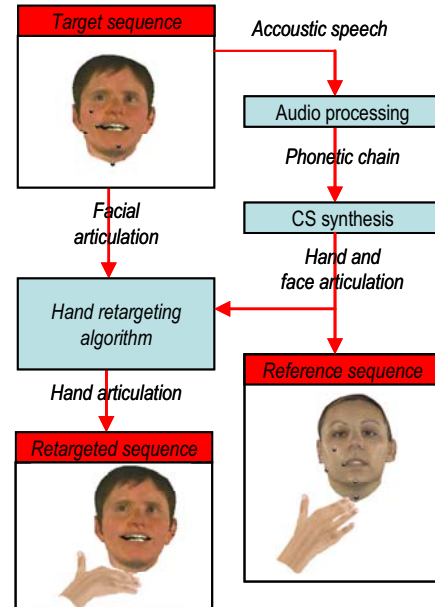 Target sequence
Accoustic speech
Audio processing
Phonetic chain
Facial
articulation
CS synthesis
Hand and
face articulation
Hand retargeting
algorithm
Hand articulation
Reference sequence
Retargeted sequence